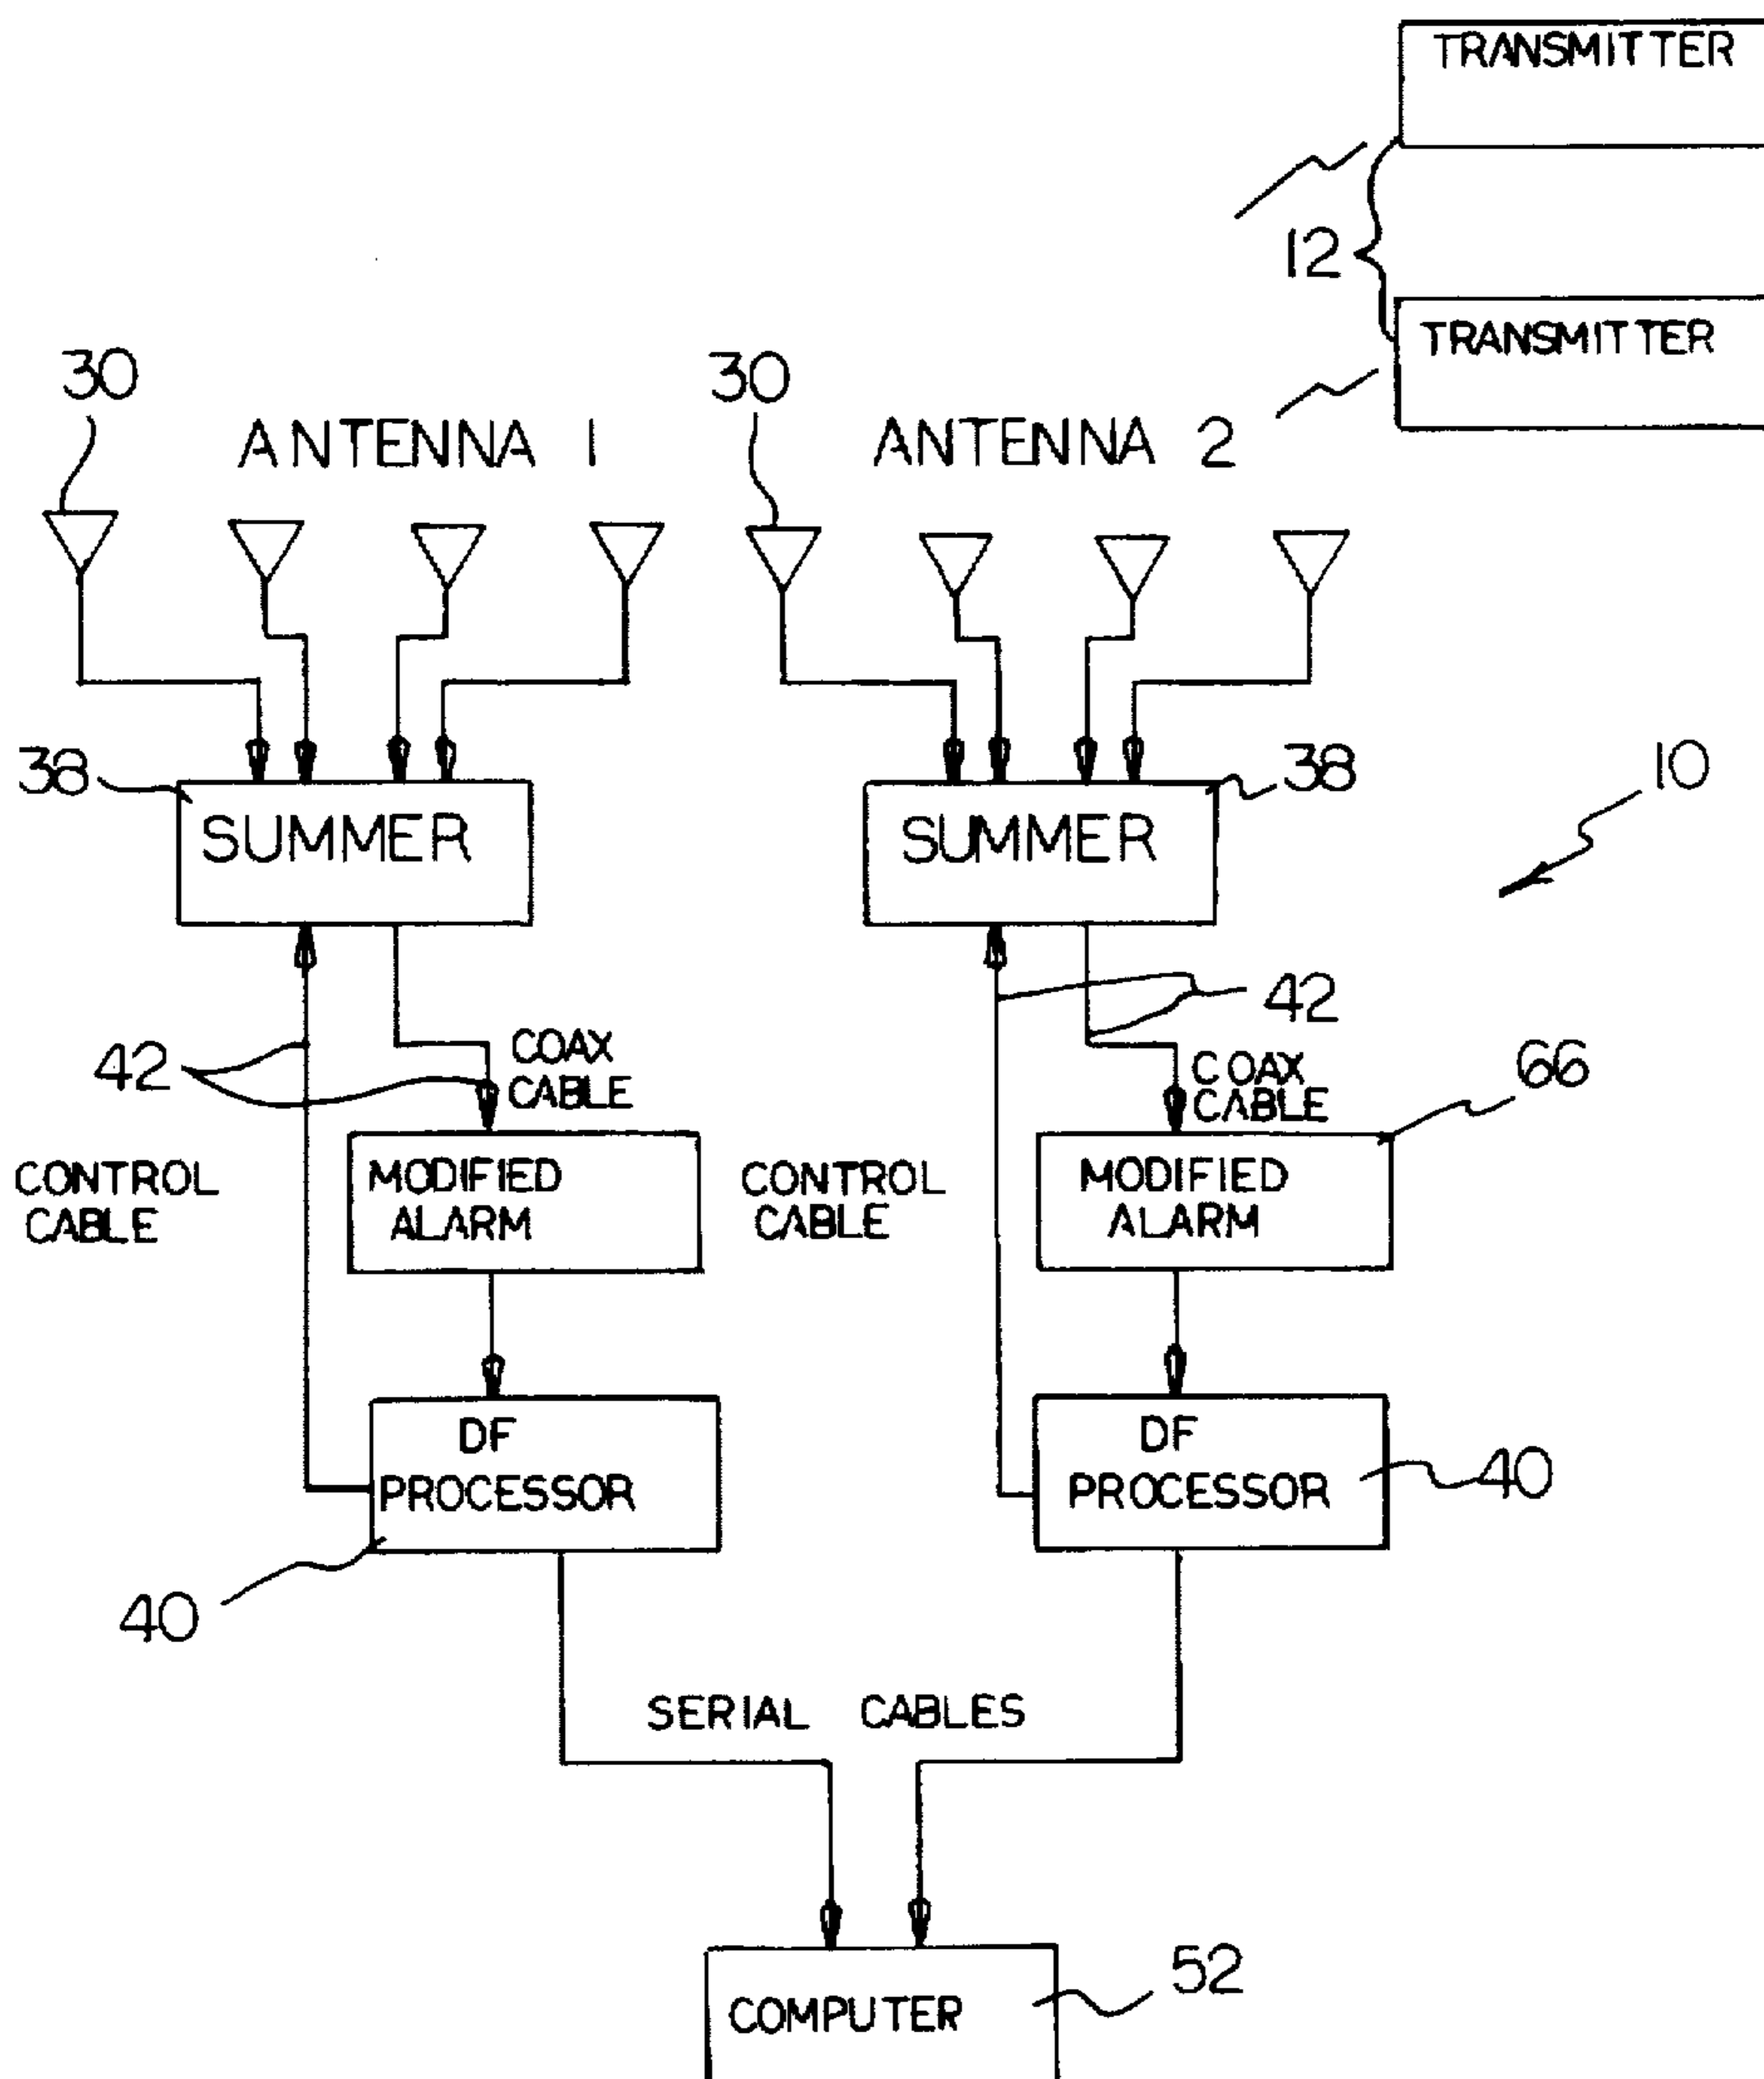 TRANSMITTER
12
TRANSMITTER
30
30
ANTENNA 1
ANTENNA 2
38
SUMMER
SUMMER
38
10
42
COAX
CABLE
42
COAX
CABLE
66
CONTROL
CABLE
MODIFIED
ALARM
CONTROL
CABLE
MODIFIED
ALARM
DF
PROCESSOR
DF
PROCESSOR
40
40
SERIAL CABLES
COMPUTER
52